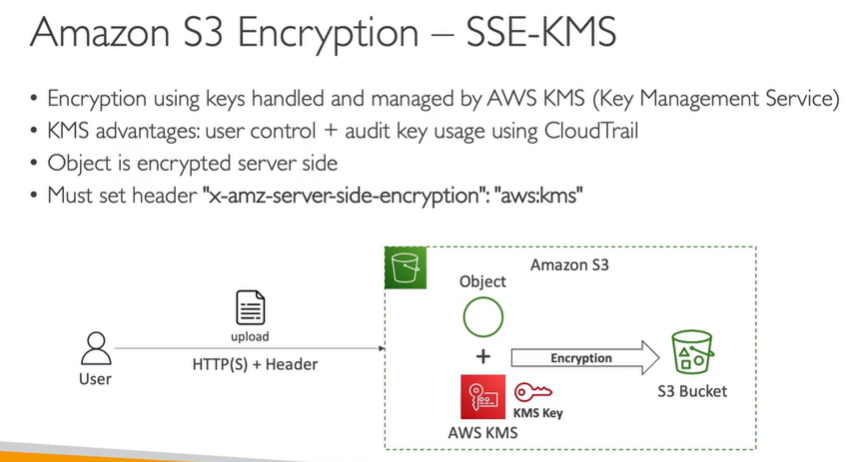 Amazon S3 Encryption – SSE-KMS
• Encryption using keys handled and managed by AWS KMS (Key Management Service)
• KMS advantages: user control + audit key usage using CloudTrail
• Object is encrypted server side
• Must set header "x-amz-server-side-encryption": "aws:kms"
Amazon S3
Object
upload
HTTP(S) + Header
User
+
Encryption
S3 Bucket
KMS Key
AWS KMS